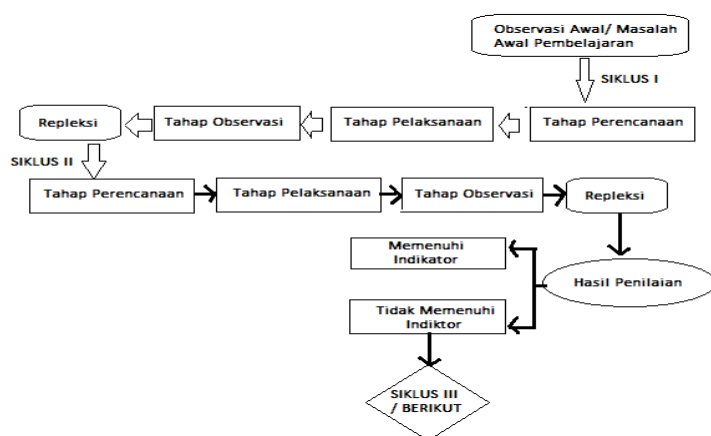 Observasi Awal/ Masalah
Awal Pembelajaran
SIKLUS I
Tahap Perencanaan
Tahap Pelaksanaan
Tahap Observasi
Repleksi
SIKLUS II
Tahap Perencanaan
Tahap Pelaksanaan
Tahap Observasi
Repleksi
Hasil Penilaian
Memenuhi
Indikator
Tidak Memenuhi
Indiktor
SIKLUS III
/ BERIKUT